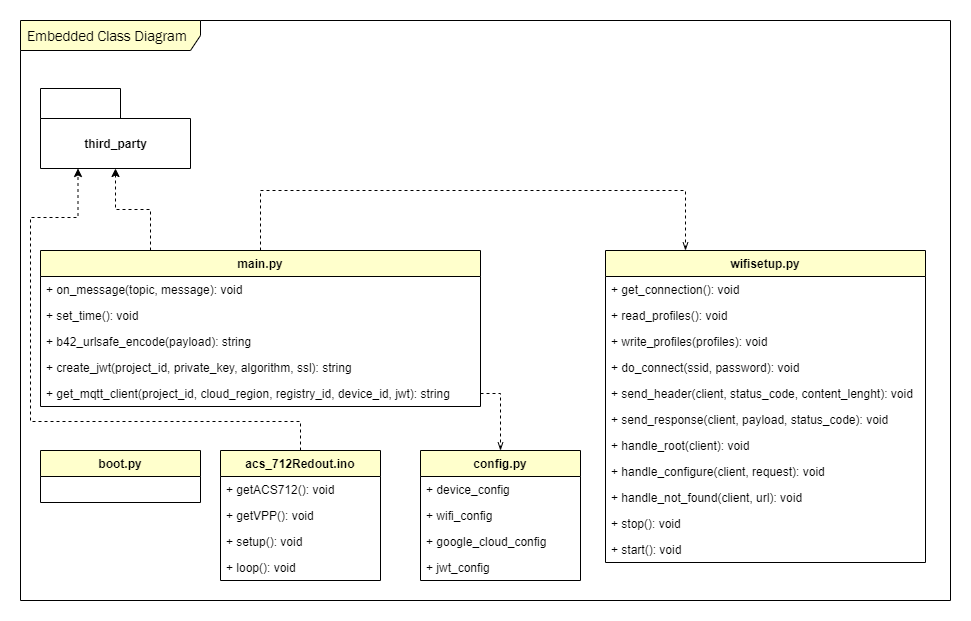 Embedded Class Diagram
third_party
main.py
+ on_message(topic, message): void
+ set_time(): void
+ b42_urlsafe_encode(payload): string
+ create_jwt(project_id, private_key, algorithm, ssl): string
+ get_mqtt_client(project_id, cloud_region, registry_id, device_id, jwt): string
wifisetup.py
+ get_connection(): void
+ read_profiles(): void
+ write_profiles(profiles): void
+ do_connect(ssid, password): void
+ send_header(client, status_code, content_lenght): void
+ send_response(client, payload, status_code): void
+ handle_root(client): void
+ handle_configure(client, request): void
+ handle_not_found(client, url): void
+ stop(): void
+ start(): void
boot.py
acs_712Redout.ino
+ getACS712(): void
+ getVPP(): void
+ setup(): void
+ loop(): void
config.py
+ device_config
+ wifi_config
+ google_cloud_config
+ jwt_config